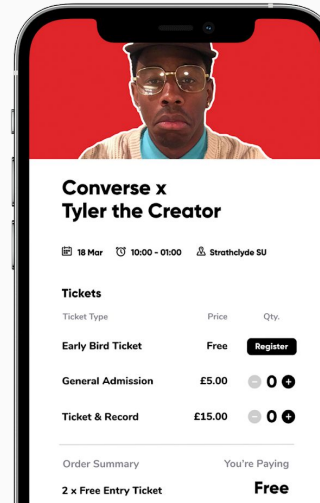 Converse x
Tyler the Creator
18 Mar 10:00 - 01:00 Strathclyde SU
Tickets
Ticket Type Price Qty.
Early Bird Ticket Free Register
General Admission £5.00 0
Ticket & Record £15.00 0
Order Summary You're Paying
2 x Free Entry Ticket Free